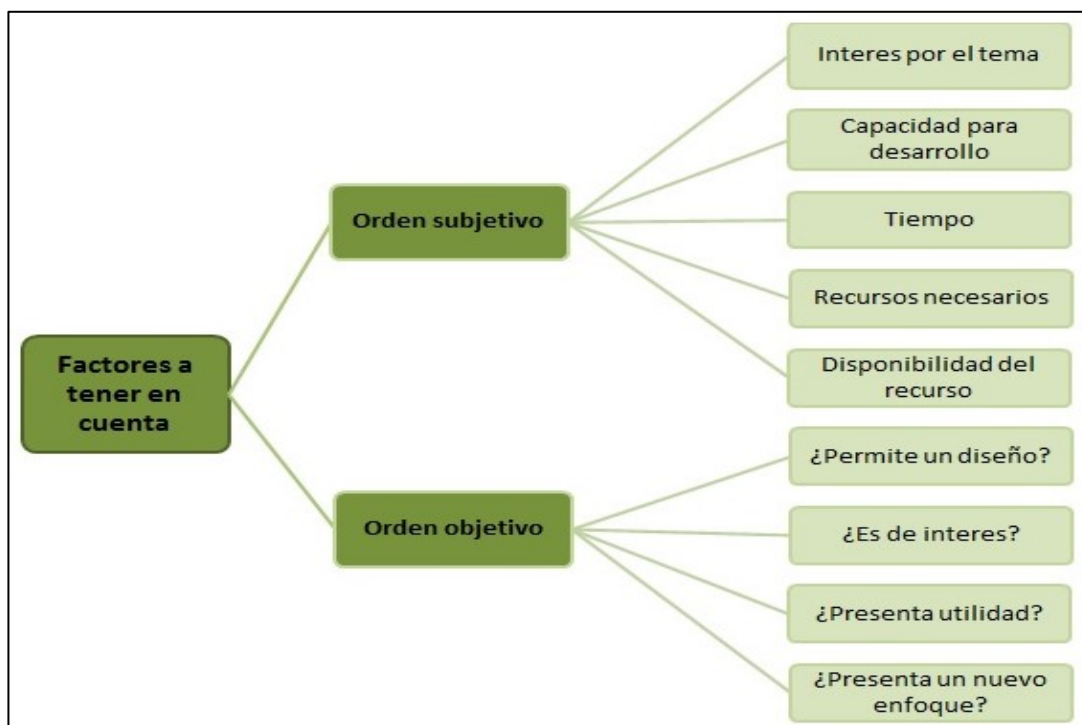 Factores a
tener en
cuenta
Orden subjetivo
Interes por el tema
Capacidad para
desarrollo
Tiempo
Recursos necesarios
Disponibilidad del
recurso
Orden objetivo
¿Permite un diseño?
¿Es de interes?
¿Presenta utilidad?
¿Presenta un nuevo
enfoque?